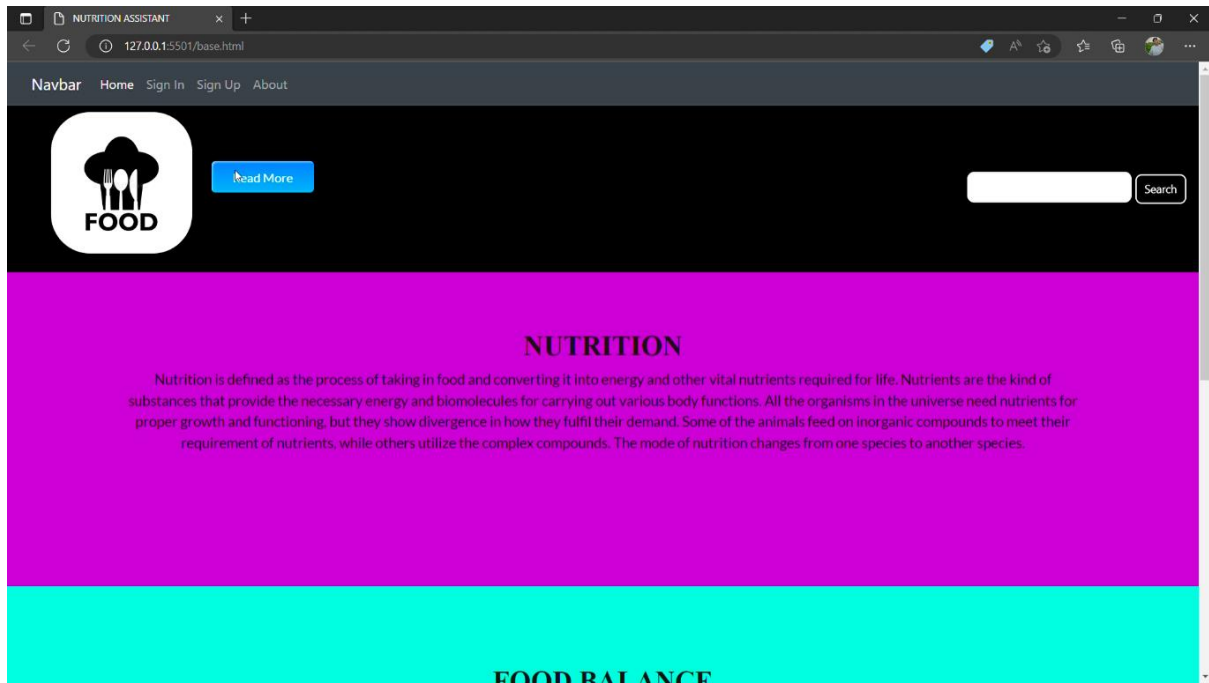 NUTRITION ASSISTANT
127.0.0.1:5501/base.html
Navbar Home Sign In Sign Up About
FOOD
Read More
Search
NUTRITION
Nutrition is defined as the process of taking in food and converting it into energy and other vital nutrients required for life. Nutrients are the kind of
substances that provide the necessary energy and biomolecules for carrying out various body functions. All the organisms in the universe need nutrients for
proper growth and functioning, but they show divergence in how they fulfil their demand. Some of the animals feed on inorganic compounds to meet their
requirement of nutrients, while others utilize the complex compounds. The mode of nutrition changes from one species to another species.
FOOD BALANCE